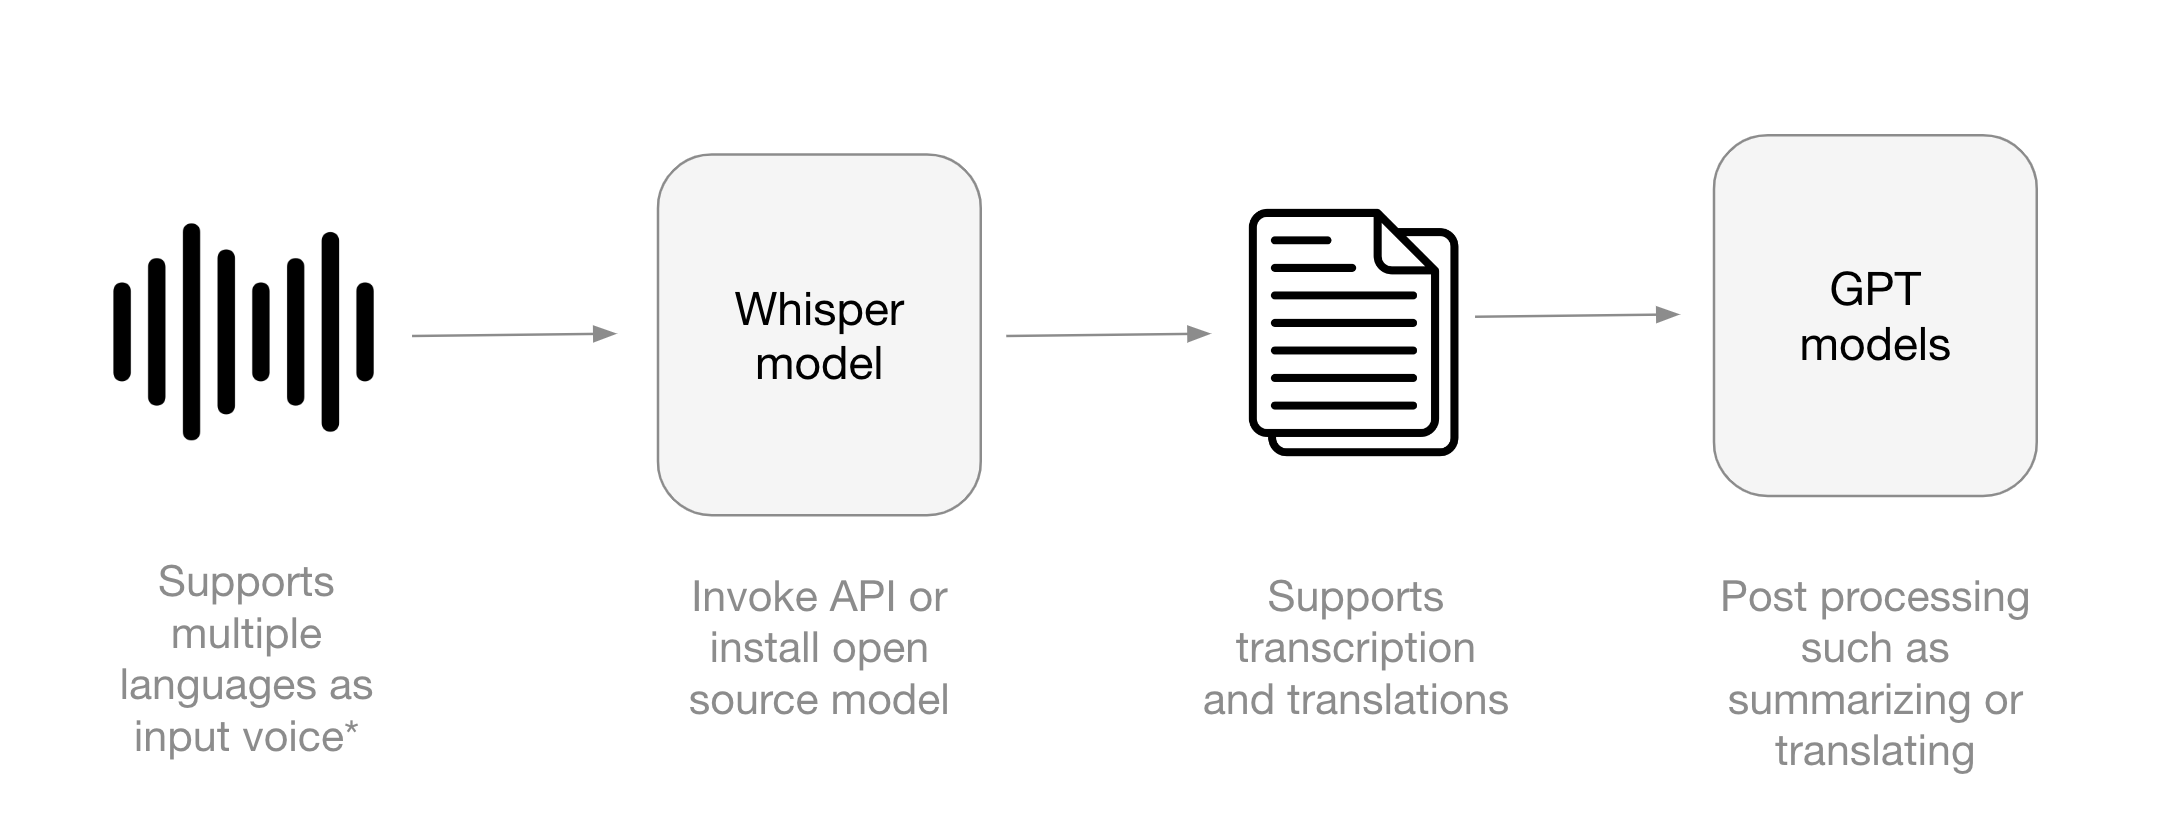 Whisper
model
GPT
models
Supports
multiple
languages as
input voice*
Invoke API or
install open
source model
Supports
transcription
and translations
Post processing
such as
summarizing or
translating